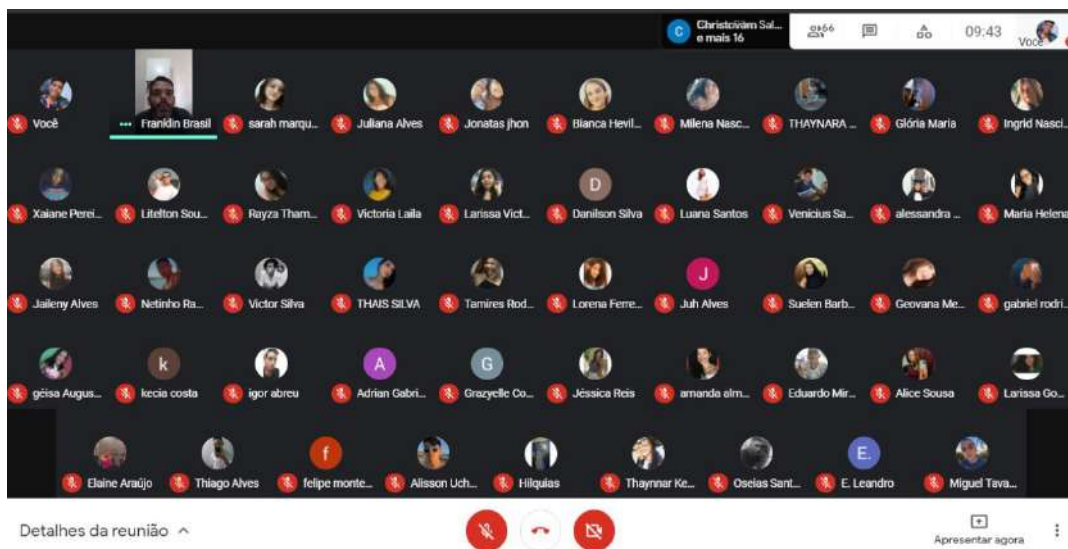 C Christoivam Sal...
e mais 16
66
09:43
Você
Você
Franklin Brasil
sarah marqu...
Juliana Alves
Jonatas jhon
Bianca Hevil...
Milena Nasc...
THAYNARA ...
Glória Maria
Ingrid Nasci...
Xaiane Perei...
Litelton Sou...
Rayza Tham...
Victoria Laila
Larissa Vict...
D
Danilson Silva
Luana Santos
Venicius Sa...
alessandra ...
Maria Helena
Jaileny Alves
Netinho Ra...
Victor Silva
THAIS SILVA
Tamires Rod...
Lorena Ferre...
J
Juh Alves
Suelen Barb...
Geovana Me...
gabriel rodri...
géisa Augus...
k
kecia costa
igor abreu
A
Adrian Gabri...
G
Grazyelle Co...
Jéssica Reis
amanda alm...
Eduardo Mir...
Alice Sousa
Larissa Go...
Elaine Araújo
Thiago Alves
f
felipe monte...
Alisson Uch...
Hilquias
Thaynnar Ke...
Oseias Sant...
E.
E. Leandro
Miguel Tava...
Detalhes da reunião
Apresentar agora